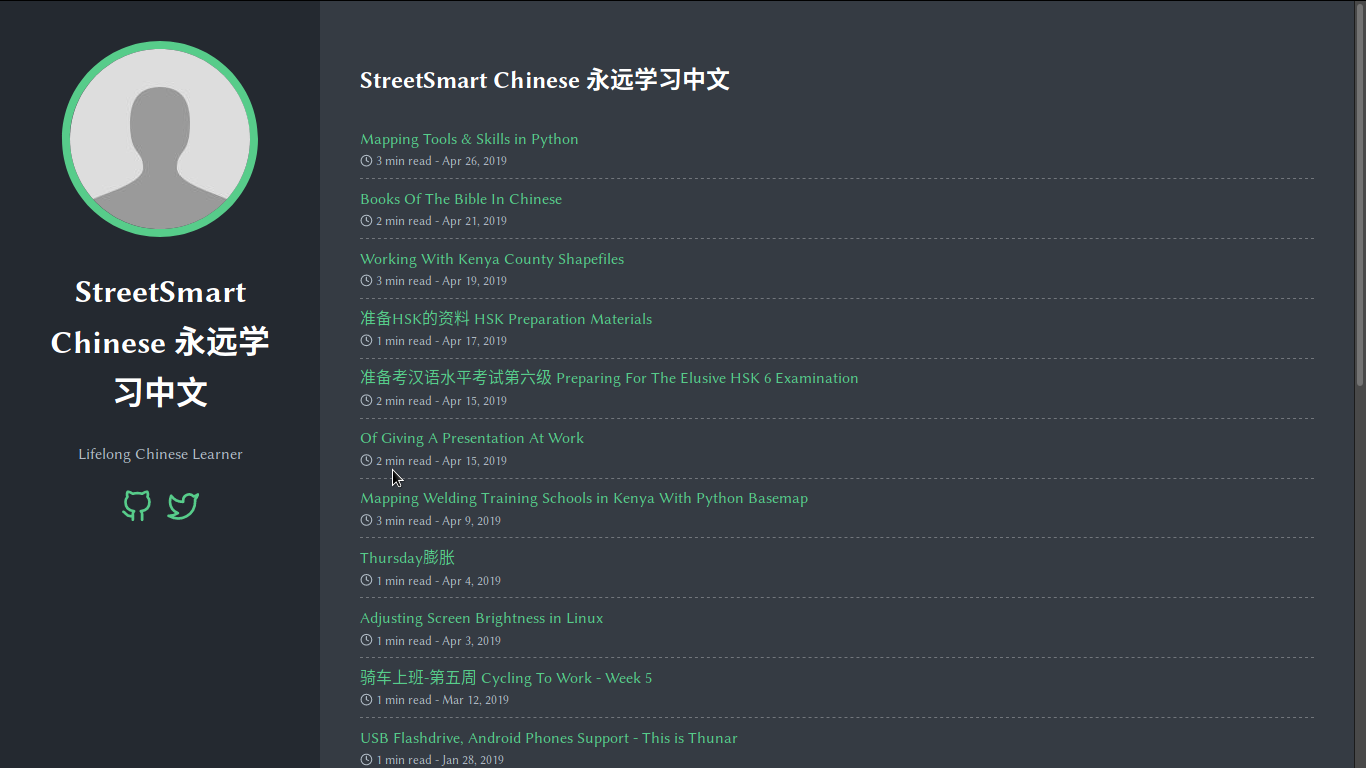 StreetSmart
Chinese 永远学
习中文
Lifelong Chinese Learner
StreetSmart Chinese 永远学习中文
Mapping Tools & Skills in Python
3 min read - Apr 26, 2019
Books Of The Bible In Chinese
2 min read - Apr 21, 2019
Working With Kenya County Shapefiles
3 min read - Apr 19, 2019
准备HSK的资料 HSK Preparation Materials
1 min read - Apr 17, 2019
准备考汉语水平考试第六级 Preparing For The Elusive HSK 6 Examination
2 min read - Apr 15, 2019
Of Giving A Presentation At Work
2 min read - Apr 15, 2019
Mapping Welding Training Schools in Kenya With Python Basemap
3 min read - Apr 9, 2019
Thursday膨胀
1 min read - Apr 4, 2019
Adjusting Screen Brightness in Linux
1 min read - Apr 3, 2019
骑车上班-第五周 Cycling To Work - Week 5
1 min read - Mar 12, 2019
USB Flashdrive, Android Phones Support - This is Thunar
1 min read - Jan 28, 2019